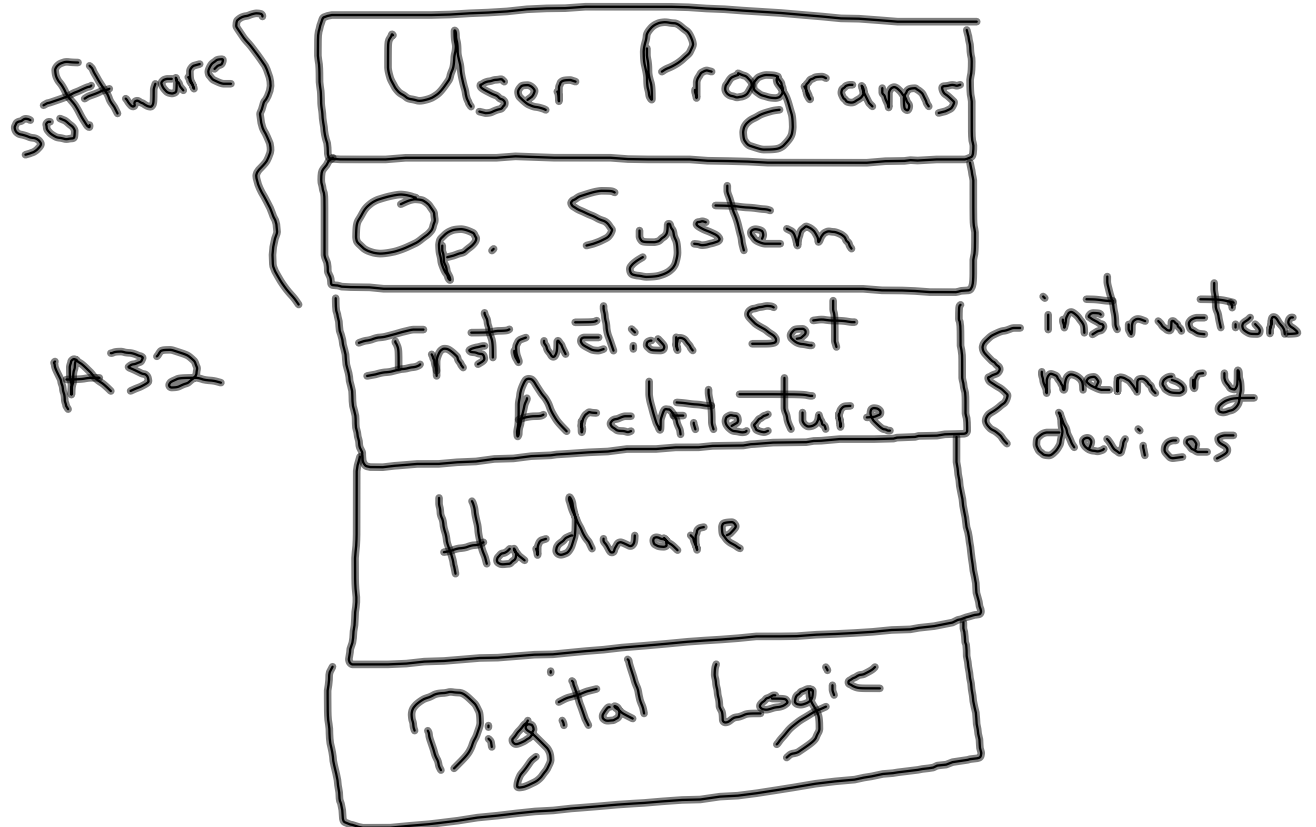 software
User Programs
Op. System
IA32
Instruction Set
Architecture
instructions
memory
devices
Hardware
Digital Logic